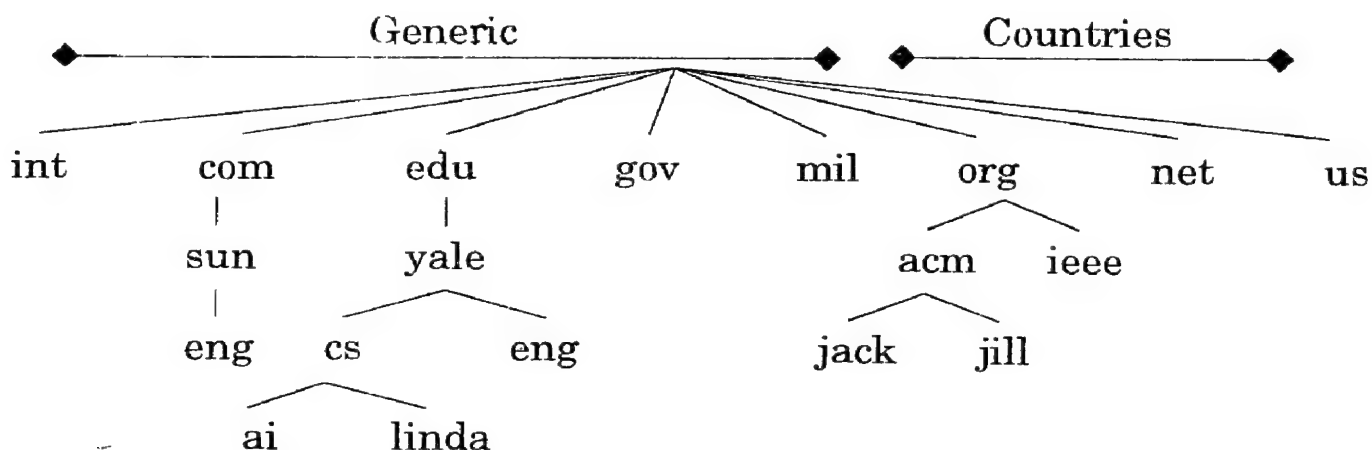 Generic Countries
int com edu gov mil org net us
sun yale acm ieee
eng cs eng jack jill
ai linda